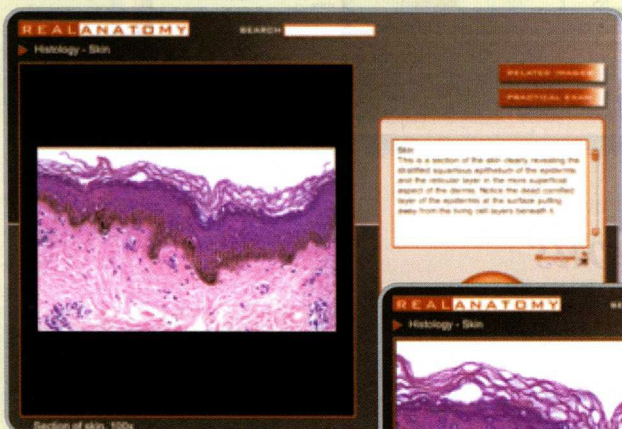 REAL ANATOMY
SEARCH
Histology - Skin
RELATED IMAGES
PRACTICAL EXAM
Skin
This is a section of the skin clearly revealing the
stratified squamous epithelium of the epidermis
and the reticular layer in the more superficial
aspect of the dermis. Notice the dead cornified
layer of the epidermis at the surface pulling
away from the living cell layers beneath it.
Section of skin, 100x
REAL ANATOMY
Histology - Skin